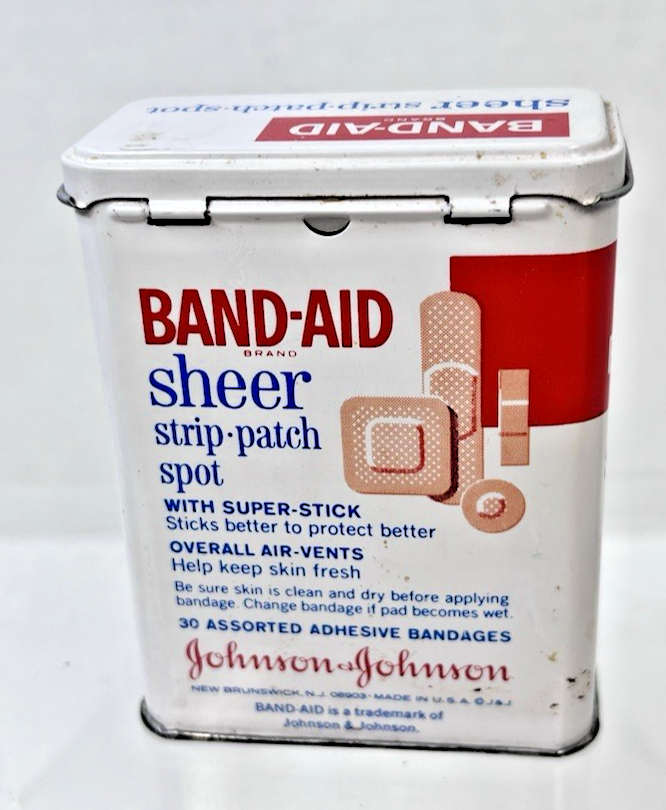 sheer strip·patch·spot
BAND-AID
BRAND
BAND-AID
BRAND
sheer
strip·patch
spot
WITH SUPER-STICK
Sticks better to protect better
OVERALL AIR-VENTS
Help keep skin fresh
Be sure skin is clean and dry before applying
bandage. Change bandage if pad becomes wet.
30 ASSORTED ADHESIVE BANDAGES
Johnson & Johnson
NEW BRUNSWICK, N.J. 08903 · MADE IN U.S.A. © J&J
BAND-AID is a trademark of
Johnson & Johnson.